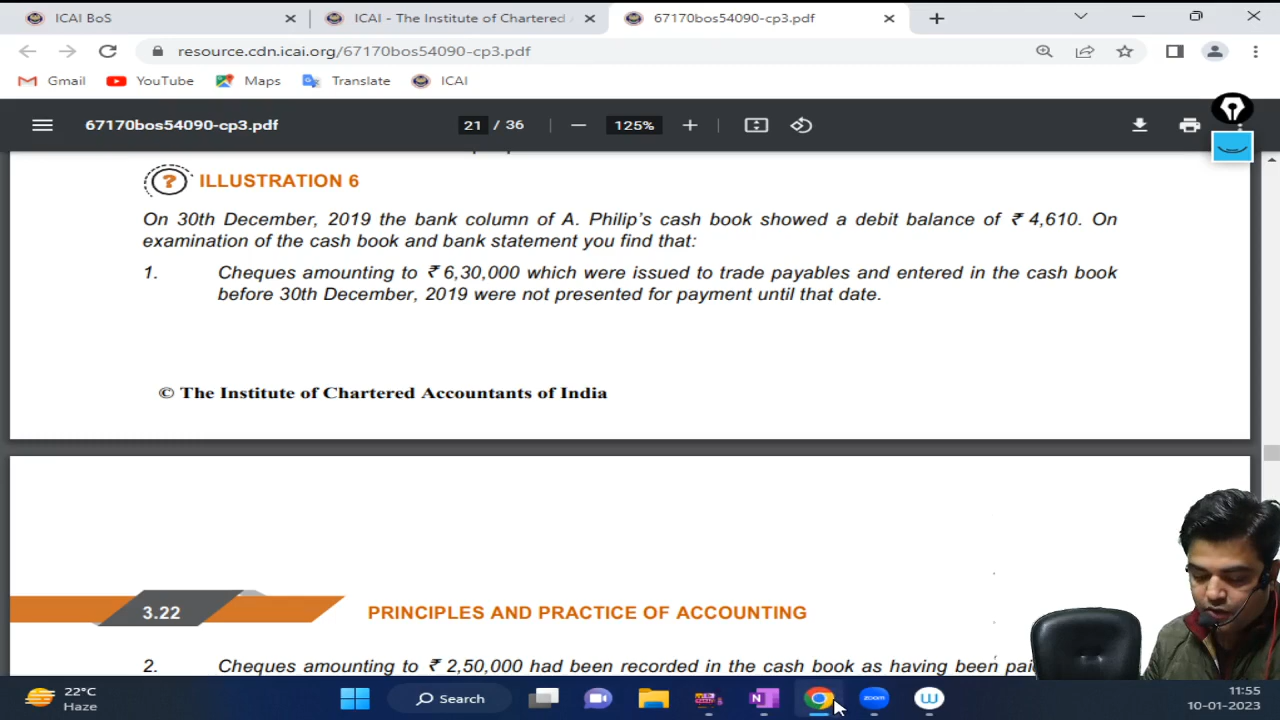 ICAI BoS
ICAI - The Institute of Chartered
67170bos54090-cp3.pdf
resource.cdn.icai.org/67170bos54090-cp3.pdf
Gmail YouTube Maps Translate ICAI
67170bos54090-cp3.pdf 21 / 36 125%
ILLUSTRATION 6
On 30th December, 2019 the bank column of A. Philip's cash book showed a debit balance of ₹ 4,610. On
examination of the cash book and bank statement you find that:
1. Cheques amounting to ₹ 6,30,000 which were issued to trade payables and entered in the cash book
before 30th December, 2019 were not presented for payment until that date.
© The Institute of Chartered Accountants of India
3.22 PRINCIPLES AND PRACTICE OF ACCOUNTING
2. Cheques amounting to ₹ 2,50,000 had been recorded in the cash book as having been
22°C
Haze
Search
zoom
11:55
10-01-2023